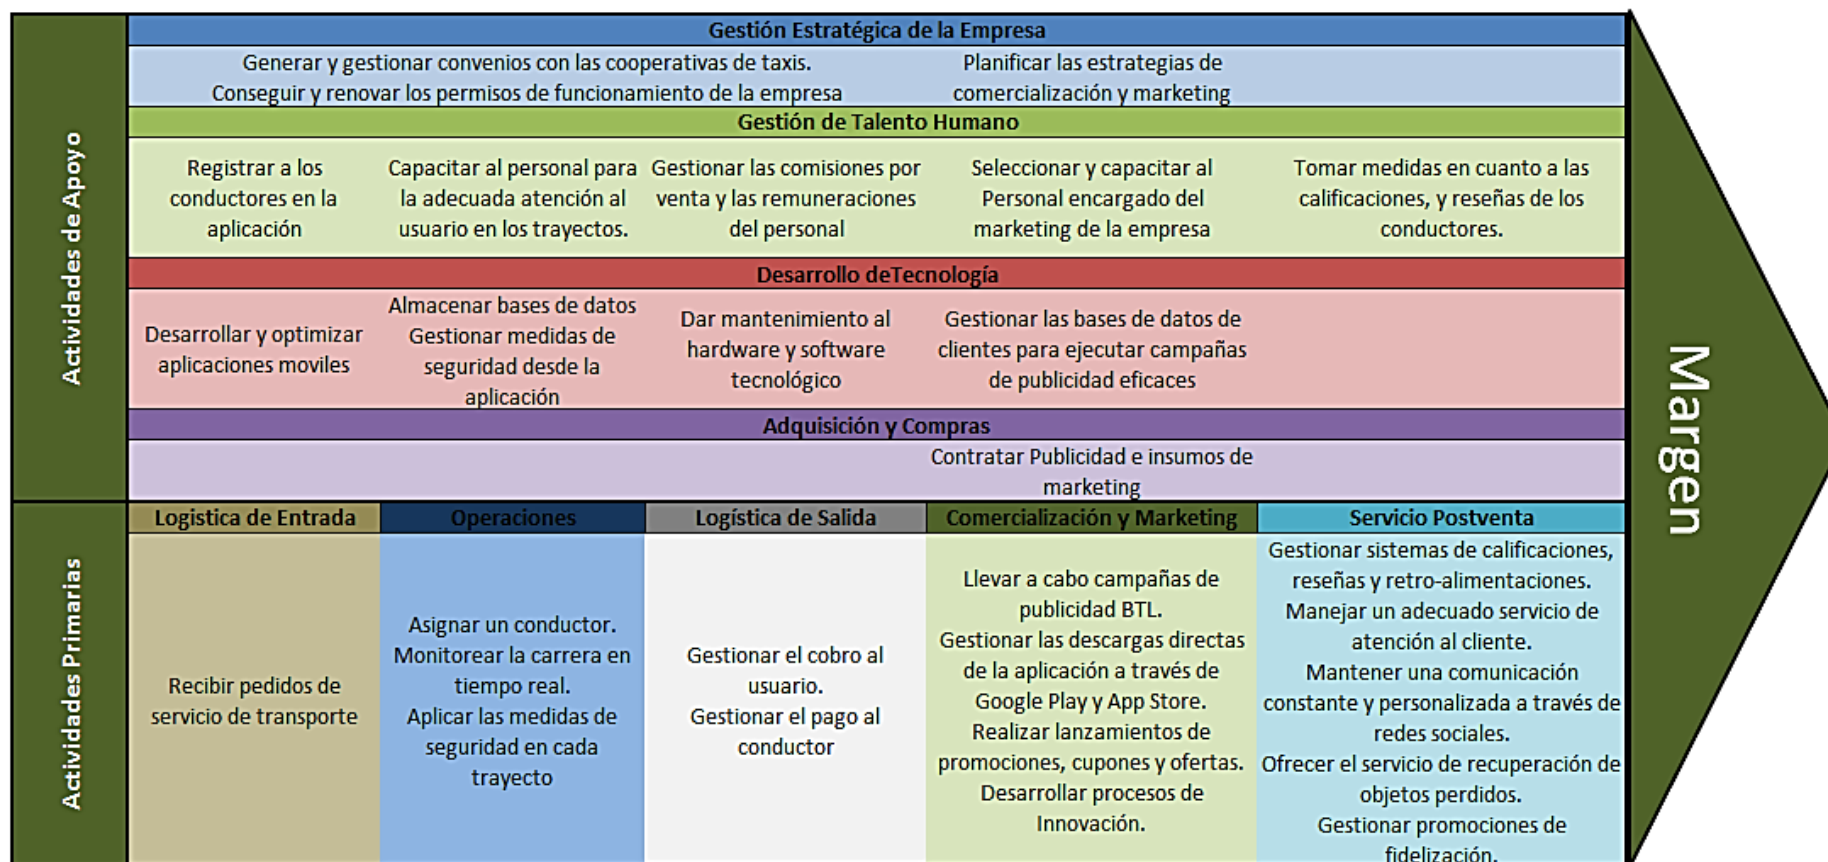 Actividades de Apoyo
Gestión Estratégica de la Empresa
Generar y gestionar convenios con las cooperativas de taxis.
Conseguir y renovar los permisos de funcionamiento de la empresa
Planificar las estrategias de
comercialización y marketing
Gestión de Talento Humano
Registrar a los
conductores en la
aplicación
Capacitar al personal para
la adecuada atención al
usuario en los trayectos.
Gestionar las comisiones por
venta y las remuneraciones
del personal
Seleccionar y capacitar al
Personal encargado del
marketing de la empresa
Tomar medidas en cuanto a las
calificaciones, y reseñas de los
conductores.
Desarrollo deTecnología
Desarrollar y optimizar
aplicaciones moviles
Almacenar bases de datos
Gestionar medidas de
seguridad desde la
aplicación
Dar mantenimiento al
hardware y software
tecnológico
Gestionar las bases de datos de
clientes para ejecutar campañas
de publicidad eficaces
Adquisición y Compras
Contratar Publicidad e insumos de
marketing
Actividades Primarias
Logistica de Entrada
Recibir pedidos de
servicio de transporte
Operaciones
Asignar un conductor.
Monitorear la carrera en
tiempo real.
Aplicar las medidas de
seguridad en cada
trayecto
Logística de Salida
Gestionar el cobro al
usuario.
Gestionar el pago al
conductor
Comercialización y Marketing
Llevar a cabo campañas de
publicidad BTL.
Gestionar las descargas directas
de la aplicación a través de
Google Play y App Store.
Realizar lanzamientos de
promociones, cupones y ofertas.
Desarrollar procesos de
Innovación.
Servicio Postventa
Gestionar sistemas de calificaciones,
reseñas y retro-alimentaciones.
Manejar un adecuado servicio de
atención al cliente.
Mantener una comunicación
constante y personalizada a través de
redes sociales.
Ofrecer el servicio de recuperación de
objetos perdidos.
Gestionar promociones de
fidelización.
Margen